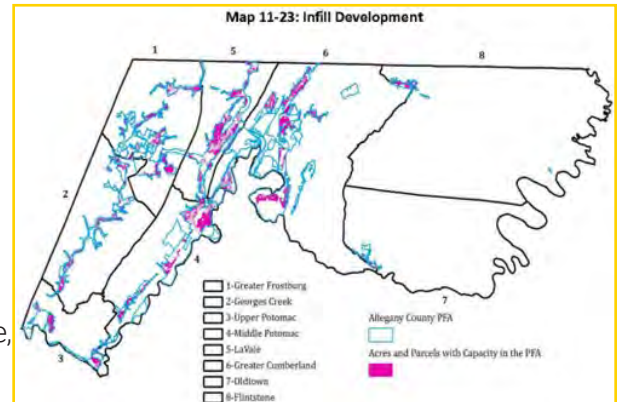 Map 11-23: Infill Development
1
5
6
8
2
4
7
3
e,
1-Greater Frostburg
2-Georges Creek
3-Upper Potomac
4-Middle Potomac
5-LaVale
6-Greater Cumberland
7-Oldtown
8-Flintstone
Allegany County PFA
Acres and Parcels with Capacity in the PFA